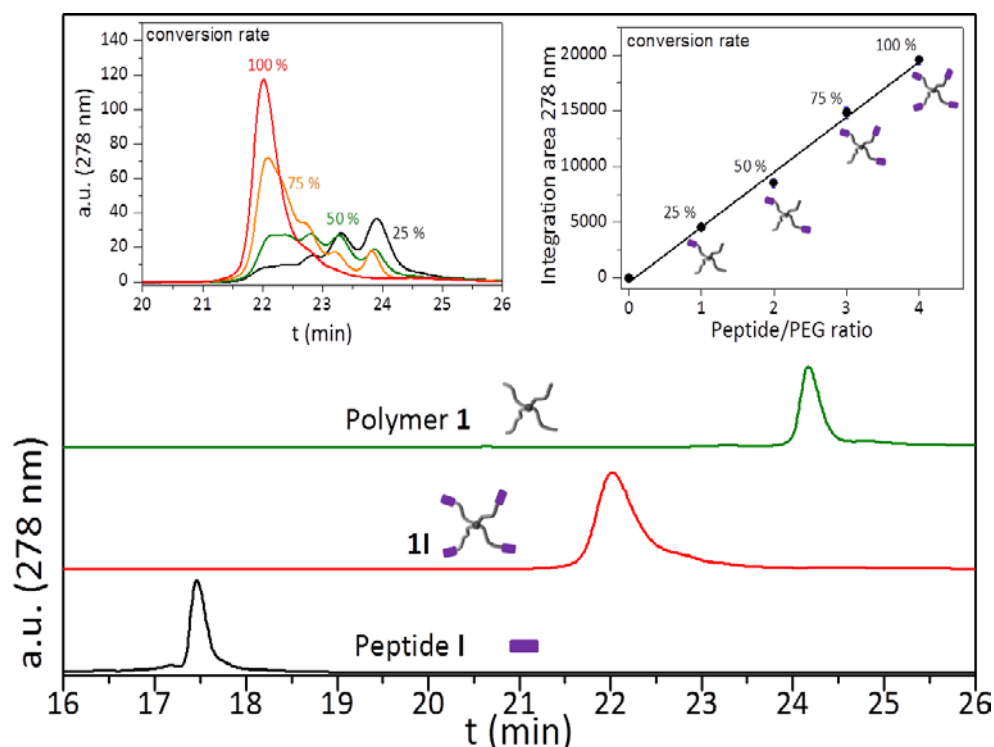 conversion rate
100 %
75 %
50 %
25 %
a.u. (278 nm)
140
120
100
80
60
40
20
0
20 21 22 23 24 25 26
t (min)
conversion rate
100 %
75 %
50 %
25 %
Integration area 278 nm
20000
15000
10000
5000
0
0 1 2 3 4
Peptide/PEG ratio
Polymer 1
1I
Peptide I
a.u. (278 nm)
16 17 18 19 20 21 22 23 24 25 26
t (min)